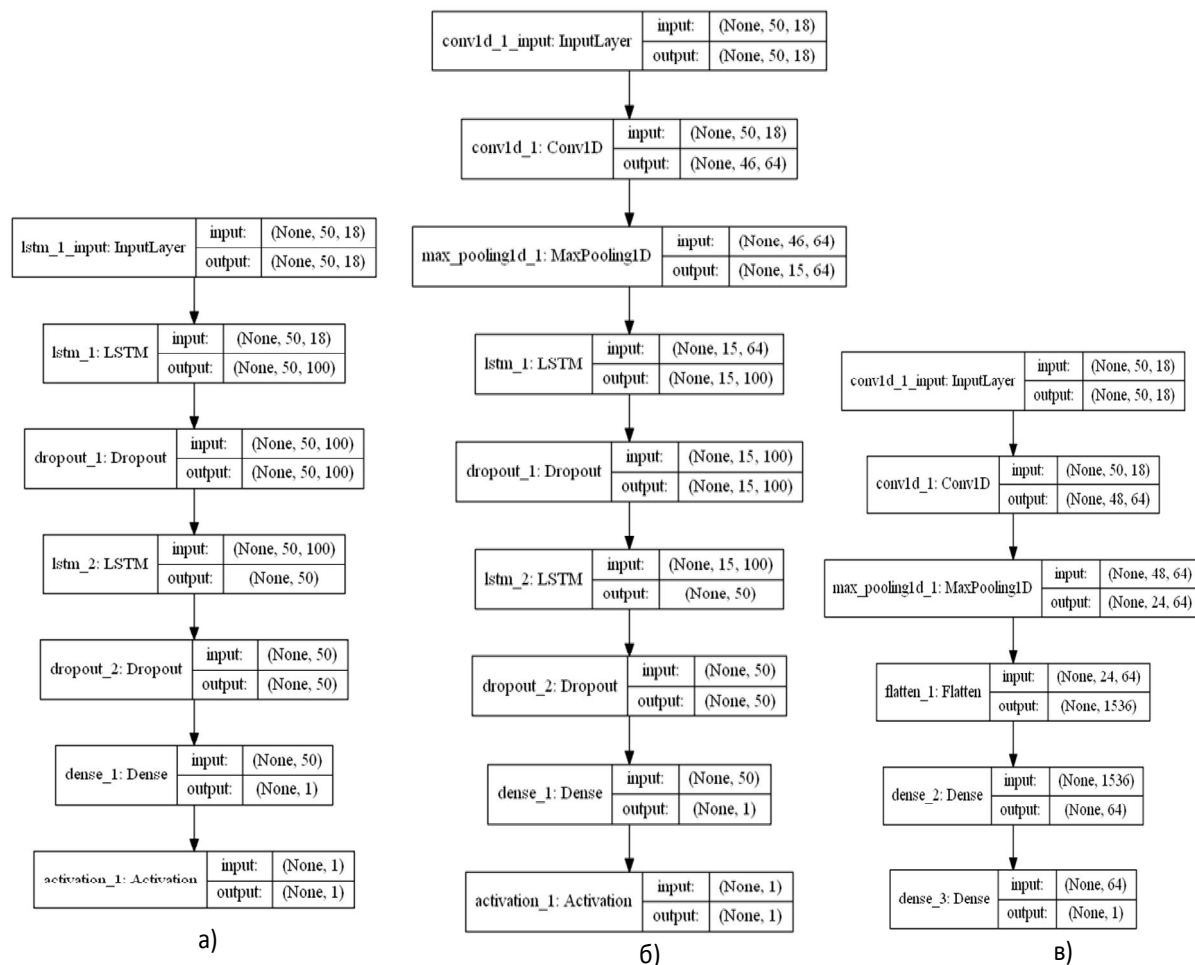 lstm_1_input: InputLayer
input: (None, 50, 18)
output: (None, 50, 18)
lstm_1: LSTM
input: (None, 50, 18)
output: (None, 50, 100)
dropout_1: Dropout
input: (None, 50, 100)
output: (None, 50, 100)
lstm_2: LSTM
input: (None, 50, 100)
output: (None, 50)
dropout_2: Dropout
input: (None, 50)
output: (None, 50)
dense_1: Dense
input: (None, 50)
output: (None, 1)
activation_1: Activation
input: (None, 1)
output: (None, 1)
а)
conv1d_1_input: InputLayer
input: (None, 50, 18)
output: (None, 50, 18)
conv1d_1: Conv1D
input: (None, 50, 18)
output: (None, 46, 64)
max_pooling1d_1: MaxPooling1D
input: (None, 46, 64)
output: (None, 15, 64)
lstm_1: LSTM
input: (None, 15, 64)
output: (None, 15, 100)
dropout_1: Dropout
input: (None, 15, 100)
output: (None, 15, 100)
lstm_2: LSTM
input: (None, 15, 100)
output: (None, 50)
dropout_2: Dropout
input: (None, 50)
output: (None, 50)
dense_1: Dense
input: (None, 50)
output: (None, 1)
activation_1: Activation
input: (None, 1)
output: (None, 1)
б)
conv1d_1_input: InputLayer
input: (None, 50, 18)
output: (None, 50, 18)
conv1d_1: Conv1D
input: (None, 50, 18)
output: (None, 48, 64)
max_pooling1d_1: MaxPooling1D
input: (None, 48, 64)
output: (None, 24, 64)
flatten_1: Flatten
input: (None, 24, 64)
output: (None, 1536)
dense_2: Dense
input: (None, 1536)
output: (None, 64)
dense_3: Dense
input: (None, 64)
output: (None, 1)
в)